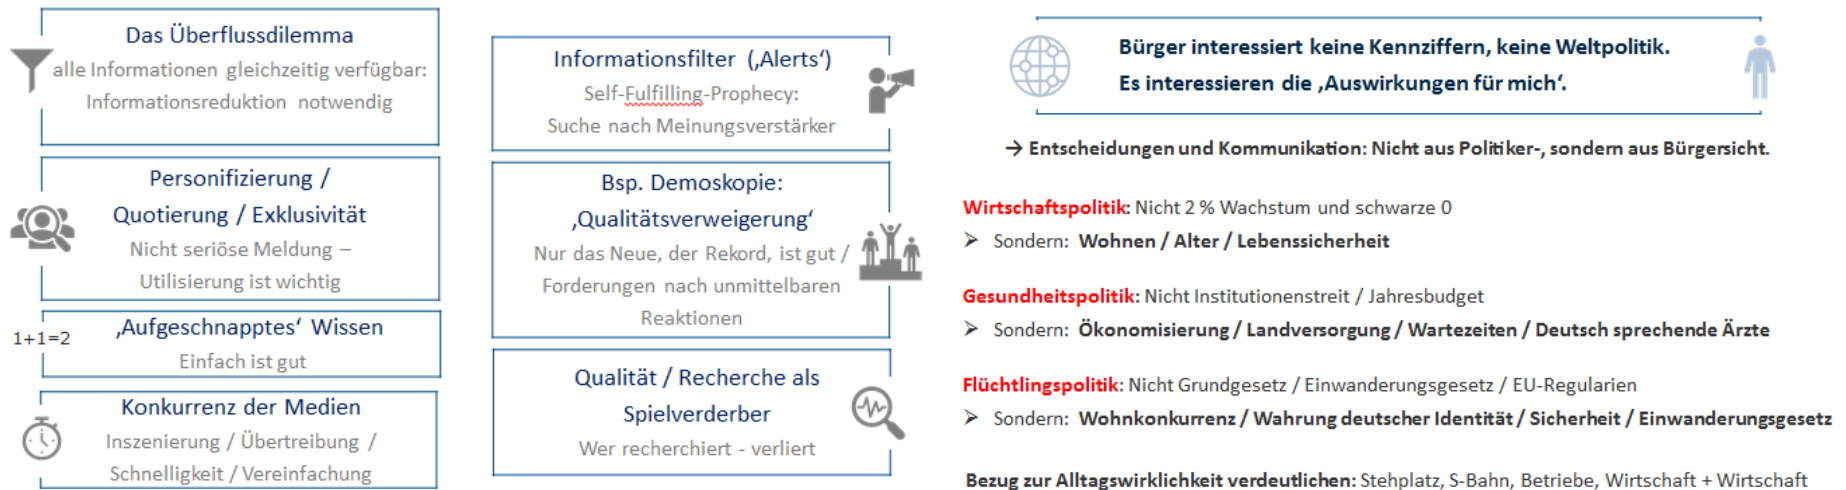 Das Überflussdilemma
alle Informationen gleichzeitig verfügbar:
Informationsreduktion notwendig
Personifizierung /
Quotierung / Exklusivität
Nicht seriöse Meldung –
Utilisierung ist wichtig
1+1=2
‚Aufgeschnapptes‘ Wissen
Einfach ist gut
Konkurrenz der Medien
Inszenierung / Übertreibung /
Schnelligkeit / Vereinfachung
Informationsfilter (‚Alerts‘)
Self-Fulfilling-Prophecy:
Suche nach Meinungsverstärker
Bsp. Demoskopie:
‚Qualitätsverweigerung‘
Nur das Neue, der Rekord, ist gut /
Forderungen nach unmittelbaren
Reaktionen
Qualität / Recherche als
Spielverderber
Wer recherchiert - verliert
Bürger interessiert keine Kennziffern, keine Weltpolitik.
Es interessieren die ‚Auswirkungen für mich‘.
→ Entscheidungen und Kommunikation: Nicht aus Politiker-, sondern aus Bürgersicht.
Wirtschaftspolitik: Nicht 2 % Wachstum und schwarze 0
➢ Sondern: Wohnen / Alter / Lebenssicherheit
Gesundheitspolitik: Nicht Institutionenstreit / Jahresbudget
➢ Sondern: Ökonomisierung / Landversorgung / Wartezeiten / Deutsch sprechende Ärzte
Flüchtlingspolitik: Nicht Grundgesetz / Einwanderungsgesetz / EU-Regularien
➢ Sondern: Wohnkonkurrenz / Wahrung deutscher Identität / Sicherheit / Einwanderungsgesetz
Bezug zur Alltagswirklichkeit verdeutlichen: Stehplatz, S-Bahn, Betriebe, Wirtschaft + Wirtschaft